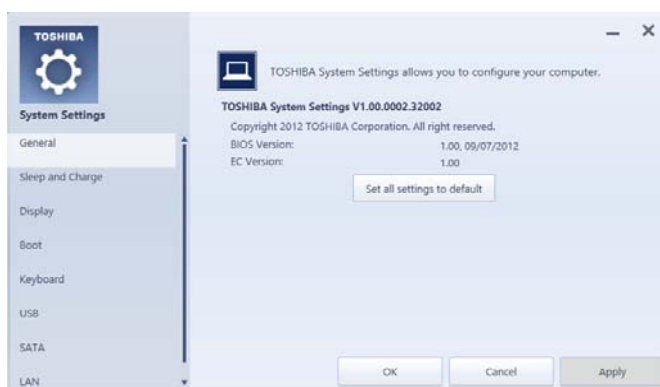 TOSHIBA
System Settings
General
Sleep and Charge
Display
Boot
Keyboard
USB
SATA
LAN
TOSHIBA System Settings allows you to configure your computer.
TOSHIBA System Settings V1.00.0002.32002
Copyright 2012 TOSHIBA Corporation. All right reserved.
BIOS Version: 1.00, 09/07/2012
EC Version: 1.00
Set all settings to default
OK Cancel Apply